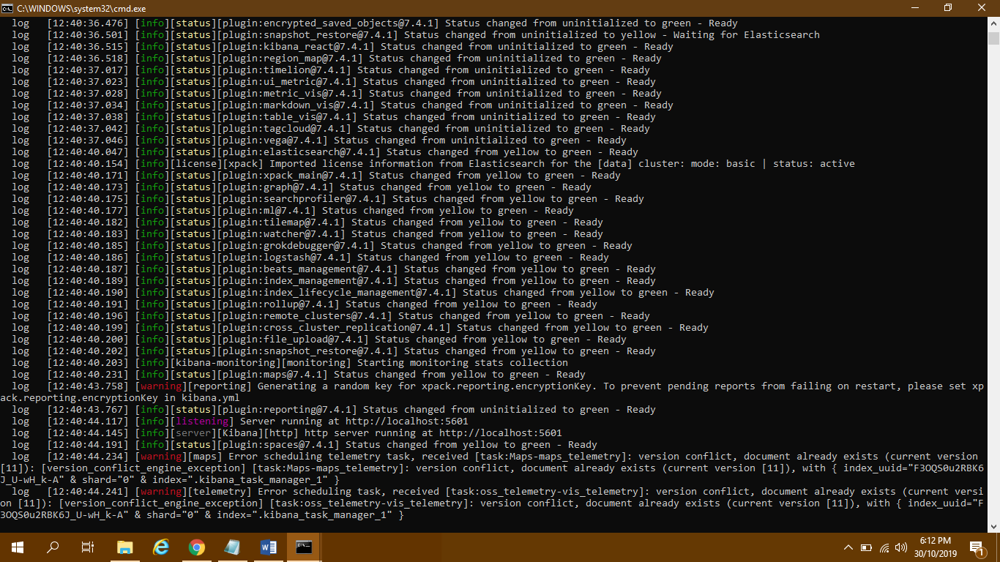 C:\WINDOWS\system32\cmd.exe
log [12:40:36.476] [info][status][plugin:encrypted_saved_objects@7.4.1] Status changed from uninitialized to green - Ready
log [12:40:36.501] [info][status][plugin:snapshot_restore@7.4.1] Status changed from uninitialized to yellow - Waiting for Elasticsearch
log [12:40:36.515] [info][status][plugin:kibana_react@7.4.1] Status changed from uninitialized to green - Ready
log [12:40:36.518] [info][status][plugin:region_map@7.4.1] Status changed from uninitialized to green - Ready
log [12:40:37.017] [info][status][plugin:timelion@7.4.1] Status changed from uninitialized to green - Ready
log [12:40:37.023] [info][status][plugin:ui_metric@7.4.1] Status changed from uninitialized to green - Ready
log [12:40:37.028] [info][status][plugin:metric_vis@7.4.1] Status changed from uninitialized to green - Ready
log [12:40:37.034] [info][status][plugin:markdown_vis@7.4.1] Status changed from uninitialized to green - Ready
log [12:40:37.038] [info][status][plugin:table_vis@7.4.1] Status changed from uninitialized to green - Ready
log [12:40:37.042] [info][status][plugin:tagcloud@7.4.1] Status changed from uninitialized to green - Ready
log [12:40:37.046] [info][status][plugin:vega@7.4.1] Status changed from uninitialized to green - Ready
log [12:40:40.047] [info][status][plugin:elasticsearch@7.4.1] Status changed from yellow to green - Ready
log [12:40:40.154] [info][license][xpack] Imported license information from Elasticsearch for the [data] cluster: mode: basic | status: active
log [12:40:40.171] [info][status][plugin:xpack_main@7.4.1] Status changed from yellow to green - Ready
log [12:40:40.173] [info][status][plugin:graph@7.4.1] Status changed from yellow to green - Ready
log [12:40:40.175] [info][status][plugin:searchprofiler@7.4.1] Status changed from yellow to green - Ready
log [12:40:40.177] [info][status][plugin:ml@7.4.1] Status changed from yellow to green - Ready
log [12:40:40.182] [info][status][plugin:tilemap@7.4.1] Status changed from yellow to green - Ready
log [12:40:40.183] [info][status][plugin:watcher@7.4.1] Status changed from yellow to green - Ready
log [12:40:40.185] [info][status][plugin:grokdebugger@7.4.1] Status changed from yellow to green - Ready
log [12:40:40.186] [info][status][plugin:logstash@7.4.1] Status changed from yellow to green - Ready
log [12:40:40.187] [info][status][plugin:beats_management@7.4.1] Status changed from yellow to green - Ready
log [12:40:40.189] [info][status][plugin:index_management@7.4.1] Status changed from yellow to green - Ready
log [12:40:40.190] [info][status][plugin:index_lifecycle_management@7.4.1] Status changed from yellow to green - Ready
log [12:40:40.191] [info][status][plugin:rollup@7.4.1] Status changed from yellow to green - Ready
log [12:40:40.196] [info][status][plugin:remote_clusters@7.4.1] Status changed from yellow to green - Ready
log [12:40:40.199] [info][status][plugin:cross_cluster_replication@7.4.1] Status changed from yellow to green - Ready
log [12:40:40.200] [info][status][plugin:file_upload@7.4.1] Status changed from yellow to green - Ready
log [12:40:40.202] [info][status][plugin:snapshot_restore@7.4.1] Status changed from yellow to green - Ready
log [12:40:40.203] [info][kibana-monitoring][monitoring] Starting monitoring stats collection
log [12:40:40.231] [info][status][plugin:maps@7.4.1] Status changed from yellow to green - Ready
log [12:40:43.758] [warning][reporting] Generating a random key for xpack.reporting.encryptionKey. To prevent pending reports from failing on restart, please set xp
ack.reporting.encryptionKey in kibana.yml
log [12:40:43.767] [info][status][plugin:reporting@7.4.1] Status changed from uninitialized to green - Ready
log [12:40:44.117] [info][listening] Server running at http://localhost:5601
log [12:40:44.145] [info][server][Kibana][http] http server running at http://localhost:5601
log [12:40:44.191] [info][status][plugin:spaces@7.4.1] Status changed from yellow to green - Ready
log [12:40:44.234] [warning][maps] Error scheduling telemetry task, received [task:Maps-maps_telemetry]: version conflict, document already exists (current version
[11]): [version_conflict_engine_exception] [task:Maps-maps_telemetry]: version conflict, document already exists (current version [11]), with { index_uuid="F3OQS0u2RBK6
J_U-wH_k-A" & shard="0" & index=".kibana_task_manager_1" }
log [12:40:44.241] [warning][telemetry] Error scheduling task, received [task:oss_telemetry-vis_telemetry]: version conflict, document already exists (current versi
on [11]): [version_conflict_engine_exception] [task:oss_telemetry-vis_telemetry]: version conflict, document already exists (current version [11]), with { index_uuid="F
3OQS0u2RBK6J_U-wH_k-A" & shard="0" & index=".kibana_task_manager_1" }
6:12 PM
30/10/2019
1